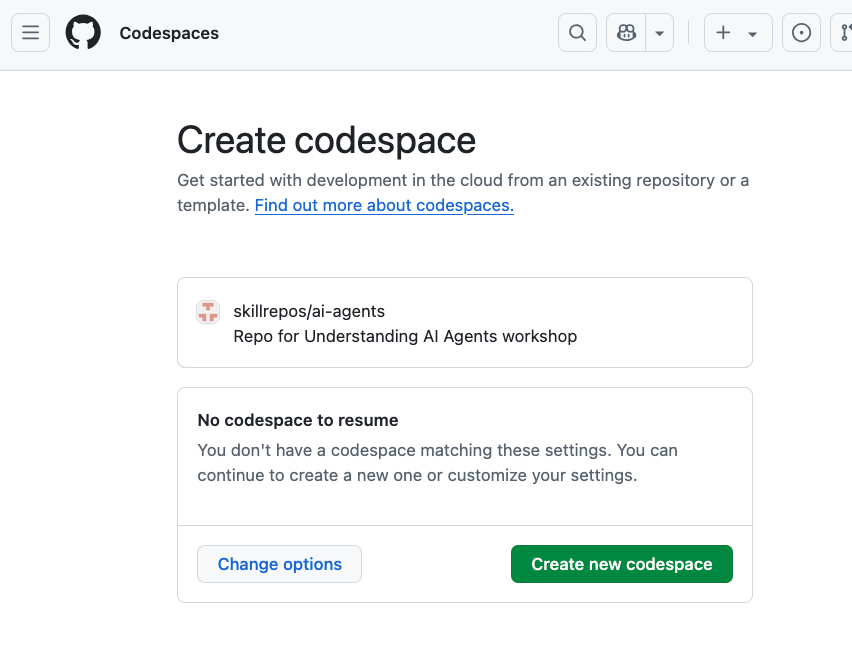 Codespaces
Create codespace
Get started with development in the cloud from an existing repository or a
template. Find out more about codespaces.
skillrepos/ai-agents
Repo for Understanding AI Agents workshop
No codespace to resume
You don't have a codespace matching these settings. You can
continue to create a new one or customize your settings.
Change options
Create new codespace